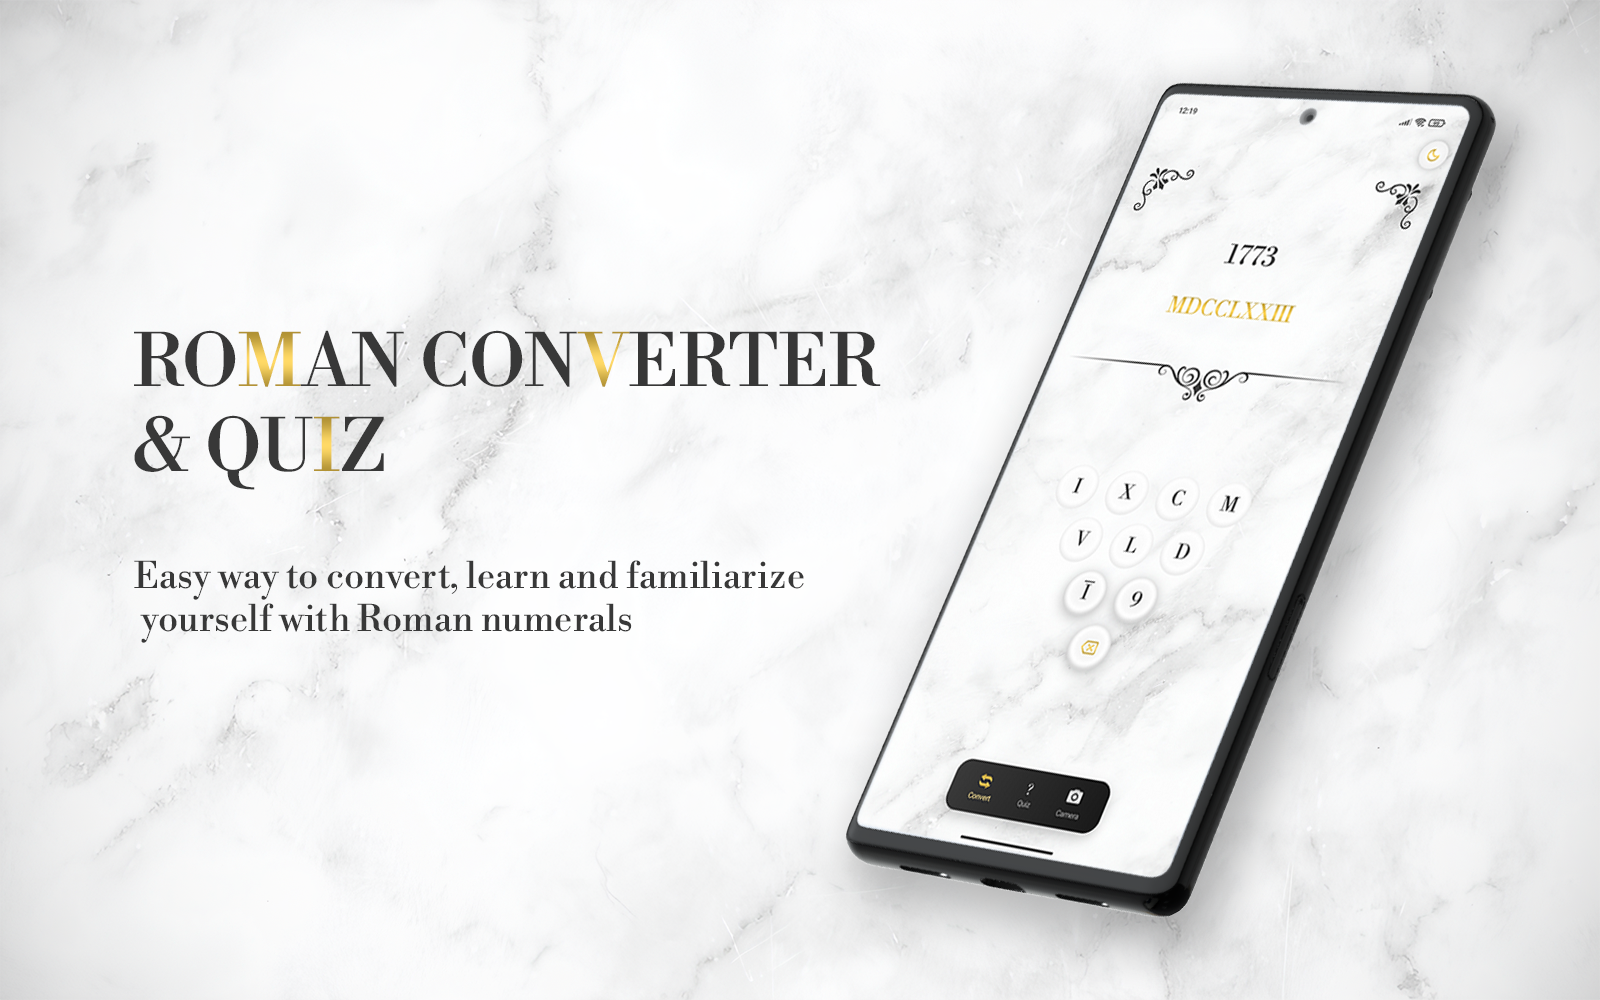 ROMAN CONVERTER
& QUIZ
Easy way to convert, learn and familiarize
yourself with Roman numerals
12:19
1773
MDCCLXXIII
I X C M
V L D
I̅ 9
?
Convert Quiz Camera